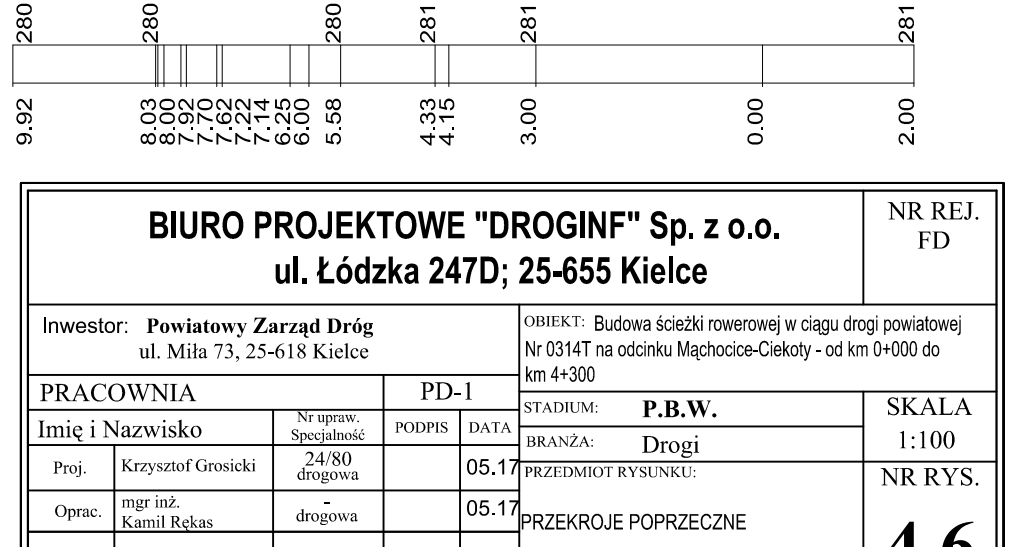 280 280 280 281 281 281
9.92 8.03 8.00 7.92 7.70 7.62 7.22 7.14 6.25 6.00 5.58 4.33 4.15 3.00 0.00 2.00
BIURO PROJEKTOWE "DROGINF" Sp. z o.o.
ul. Łódzka 247D; 25-655 Kielce
NR REJ.
FD
Inwestor: Powiatowy Zarząd Dróg
ul. Miła 73, 25-618 Kielce
OBIEKT: Budowa ścieżki rowerowej w ciągu drogi powiatowej
Nr 0314T na odcinku Mąchocice-Ciekoty - od km 0+000 do
km 4+300
PRACOWNIA PD-1
STADIUM: P.B.W.
SKALA
1:100
Imię i Nazwisko
Nr upraw.
Specjalność
PODPIS DATA
BRANŻA: Drogi
Proj. Krzysztof Grosicki
24/80
drogowa
05.17
PRZEDMIOT RYSUNKU:
NR RYS.
Oprac.
mgr inż.
Kamil Rękas
-
drogowa
05.17
PRZEKROJE POPRZECZNE
4.6